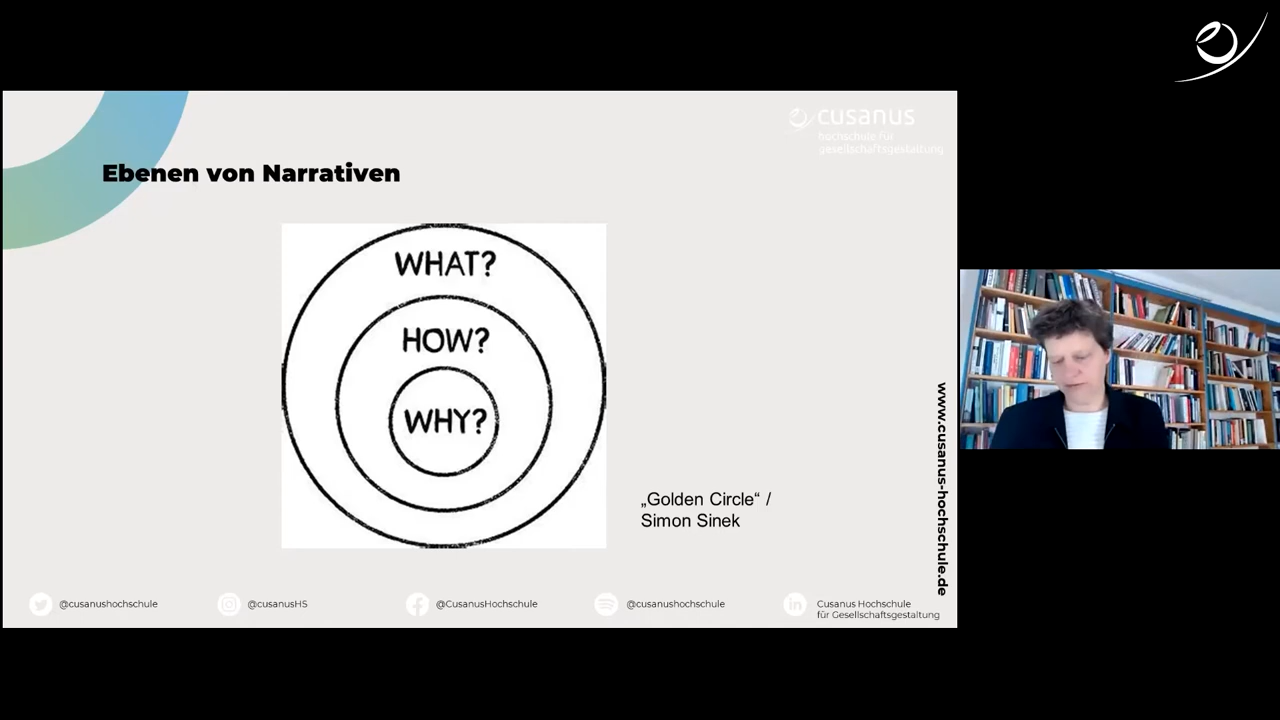 cusanus
hochschule für
gesellschaftsgestaltung
Ebenen von Narrativen
WHAT?
HOW?
WHY?
„Golden Circle“ /
Simon Sinek
www.cusanus-hochschule.de
@cusanushochschule
@cusanusHS
@CusanusHochschule
@cusanushochschule
Cusanus Hochschule
für Gesellschaftsgestaltung